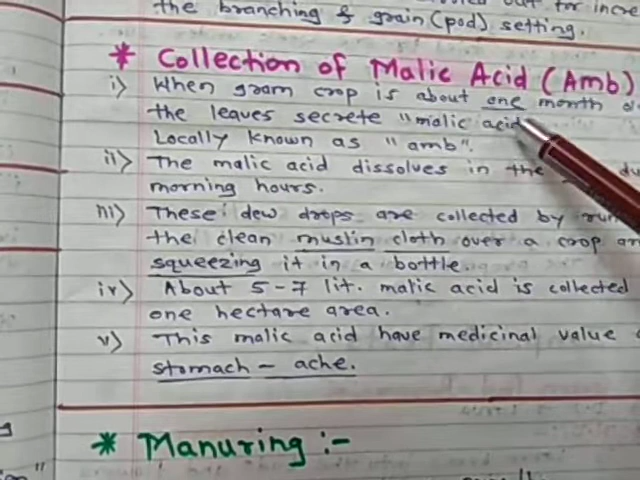 the branching & grain (pod) setting.
* Collection of Malic Acid (Amb)
i) When gram crop is about one month
the leaves secrete "malic acid
Locally known as "amb".
ii) The malic acid dissolves in the
morning hours.
iii) These dew drops are collected by
the clean muslin cloth over a crop
squeezing it in a bottle.
iv) About 5-7 lit. malic acid is collected
one hectare area.
v) This malic acid have medicinal value
stomach - ache.
* Manuring :-